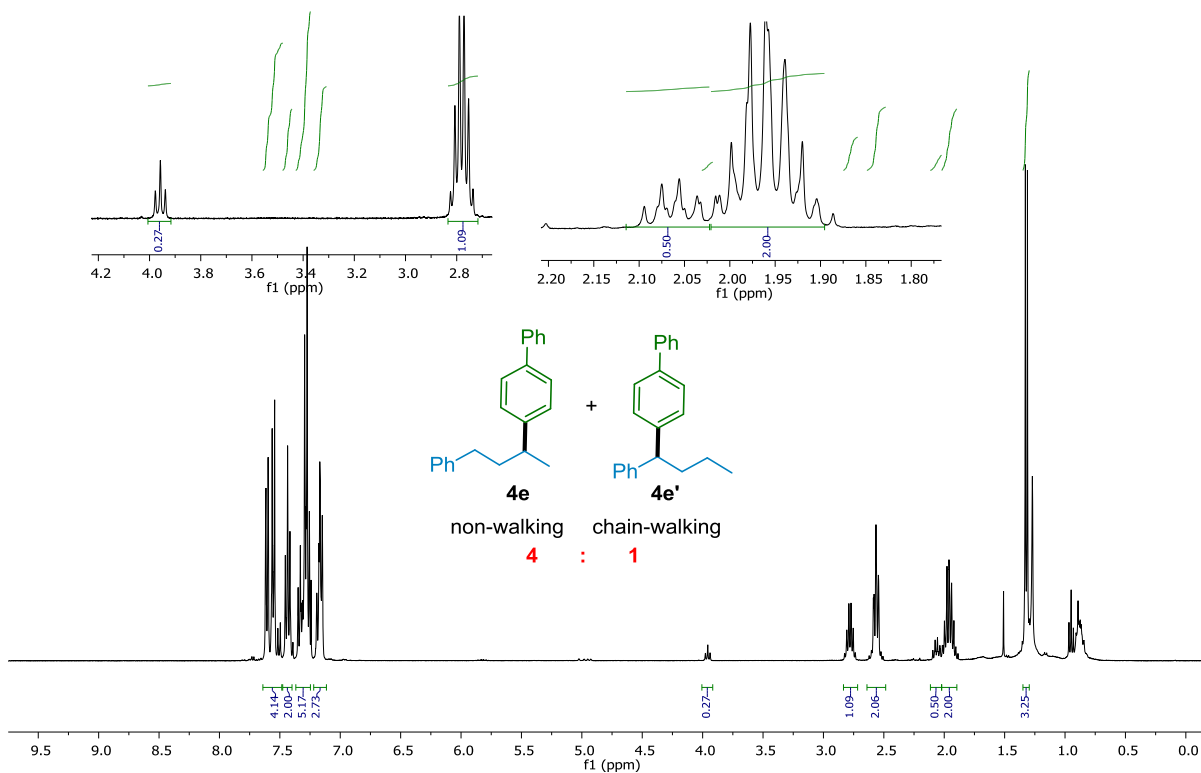 0.27
1.09
4.2 4.0 3.8 3.6 3.4 3.2 3.0 2.8
f1 (ppm)
0.50
2.00
2.20 2.15 2.10 2.05 2.00 1.95 1.90 1.85 1.80
f1 (ppm)
Ph
Ph
+
Ph
Ph
4e
4e'
non-walking chain-walking
4 : 1
4.14
2.00
5.17
2.73
0.27
1.09
2.06
0.50
2.00
3.25
9.5 9.0 8.5 8.0 7.5 7.0 6.5 6.0 5.5 5.0 4.5 4.0 3.5 3.0 2.5 2.0 1.5 1.0 0.5 0.0
f1 (ppm)